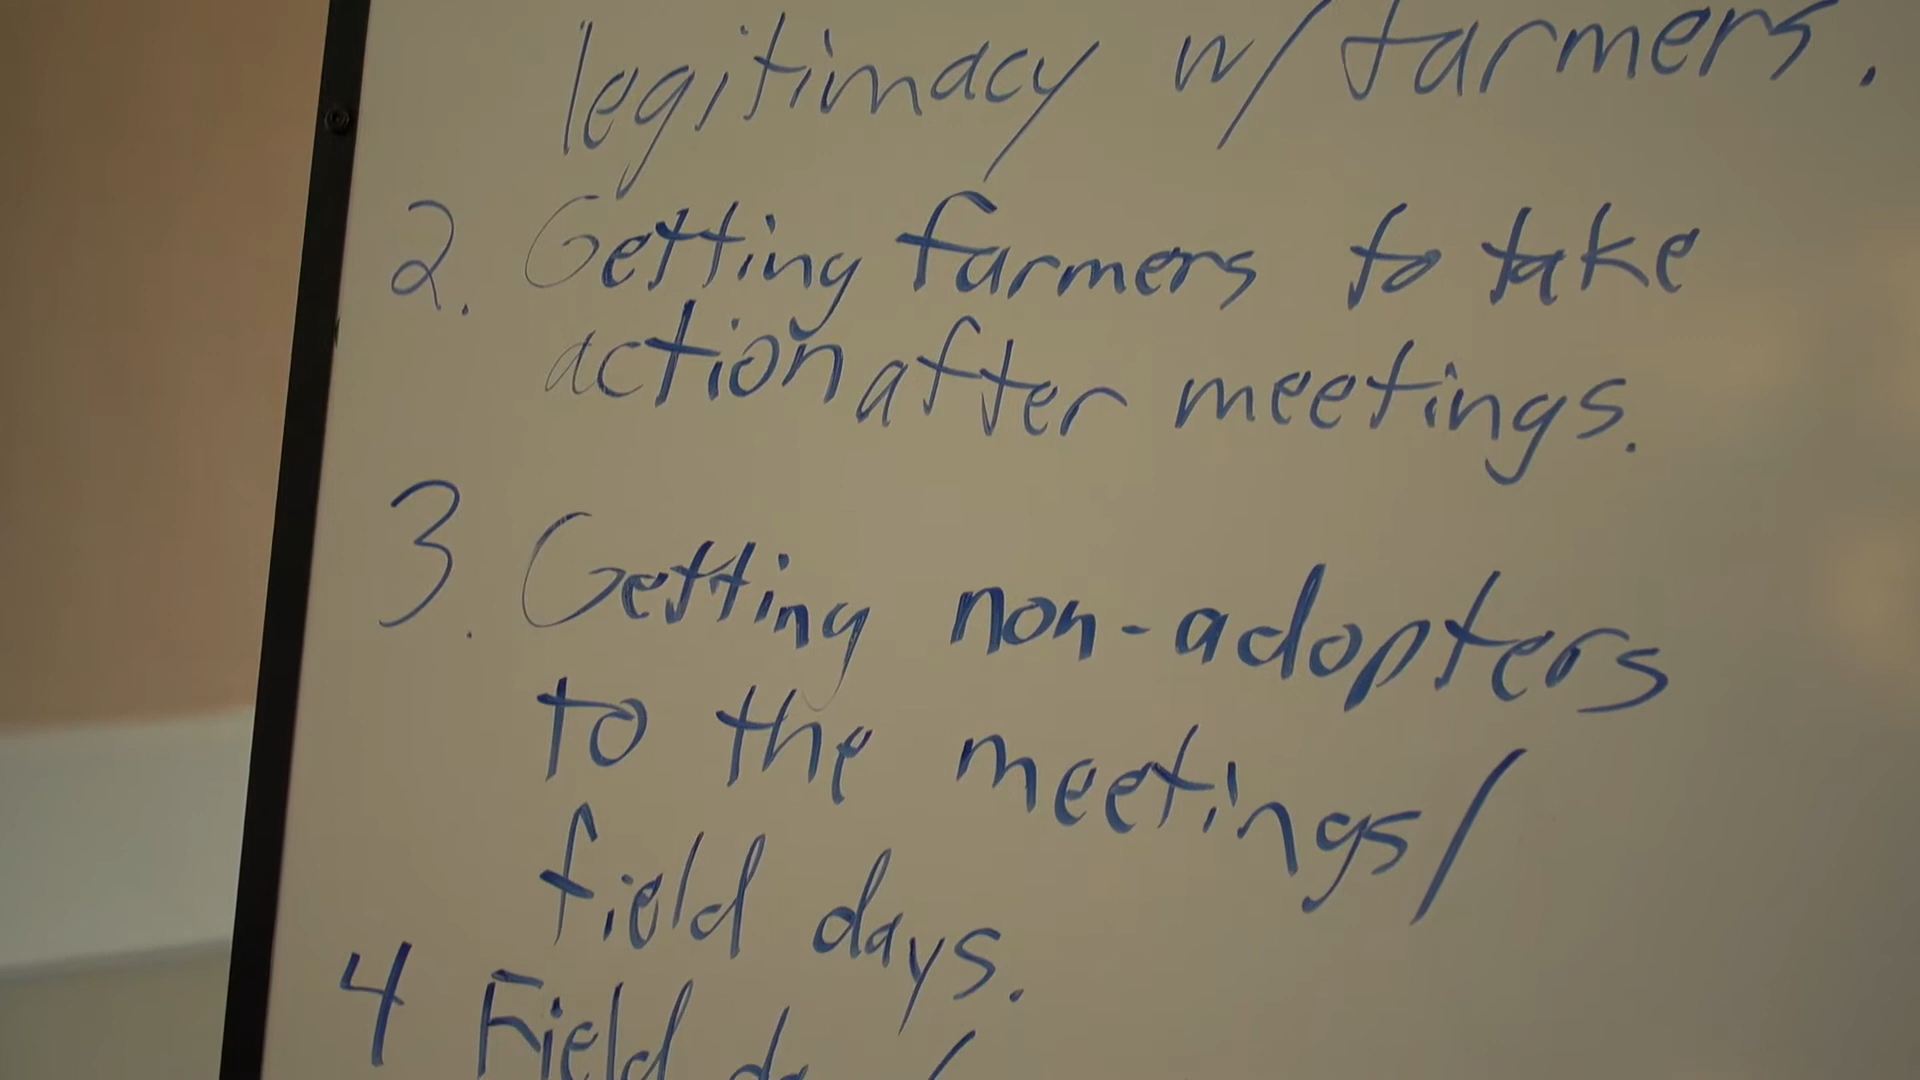 legitimacy w/ farmers.
2. Getting farmers to take
action after meetings.
3. Getting non-adopters
to the meetings/
field days.
4 Field